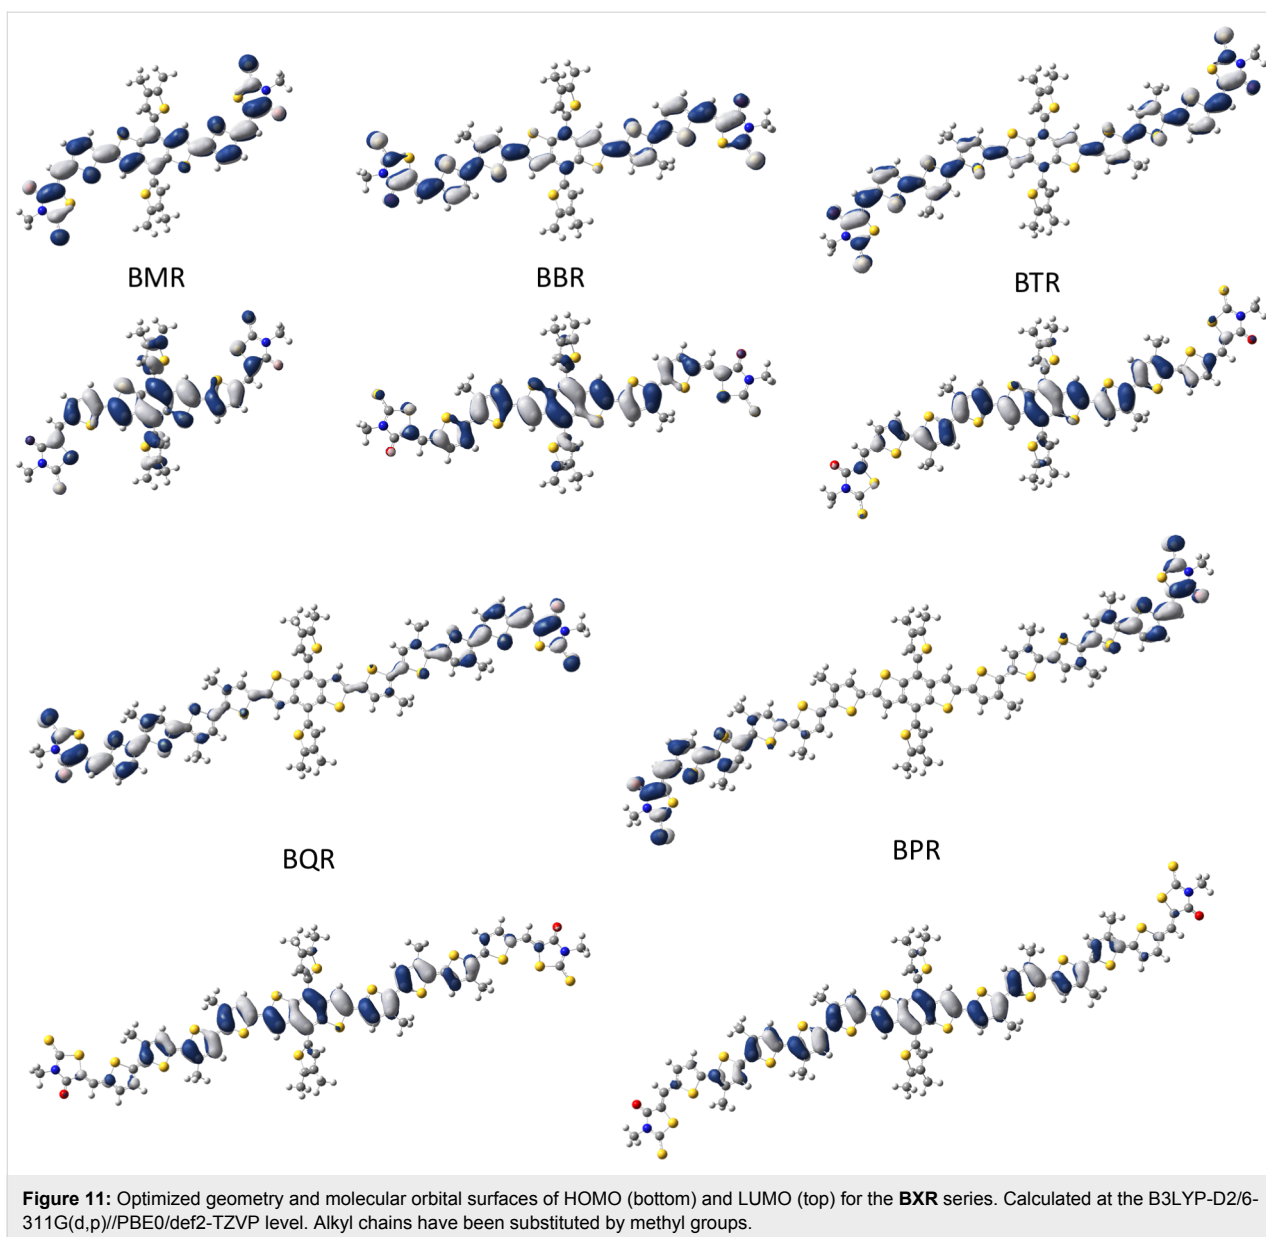 BMR
BBR
BTR
BQR
BPR
Figure 11: Optimized geometry and molecular orbital surfaces of HOMO (bottom) and LUMO (top) for the BXR series. Calculated at the B3LYP-D2/6-
311G(d,p)//PBE0/def2-TZVP level. Alkyl chains have been substituted by methyl groups.